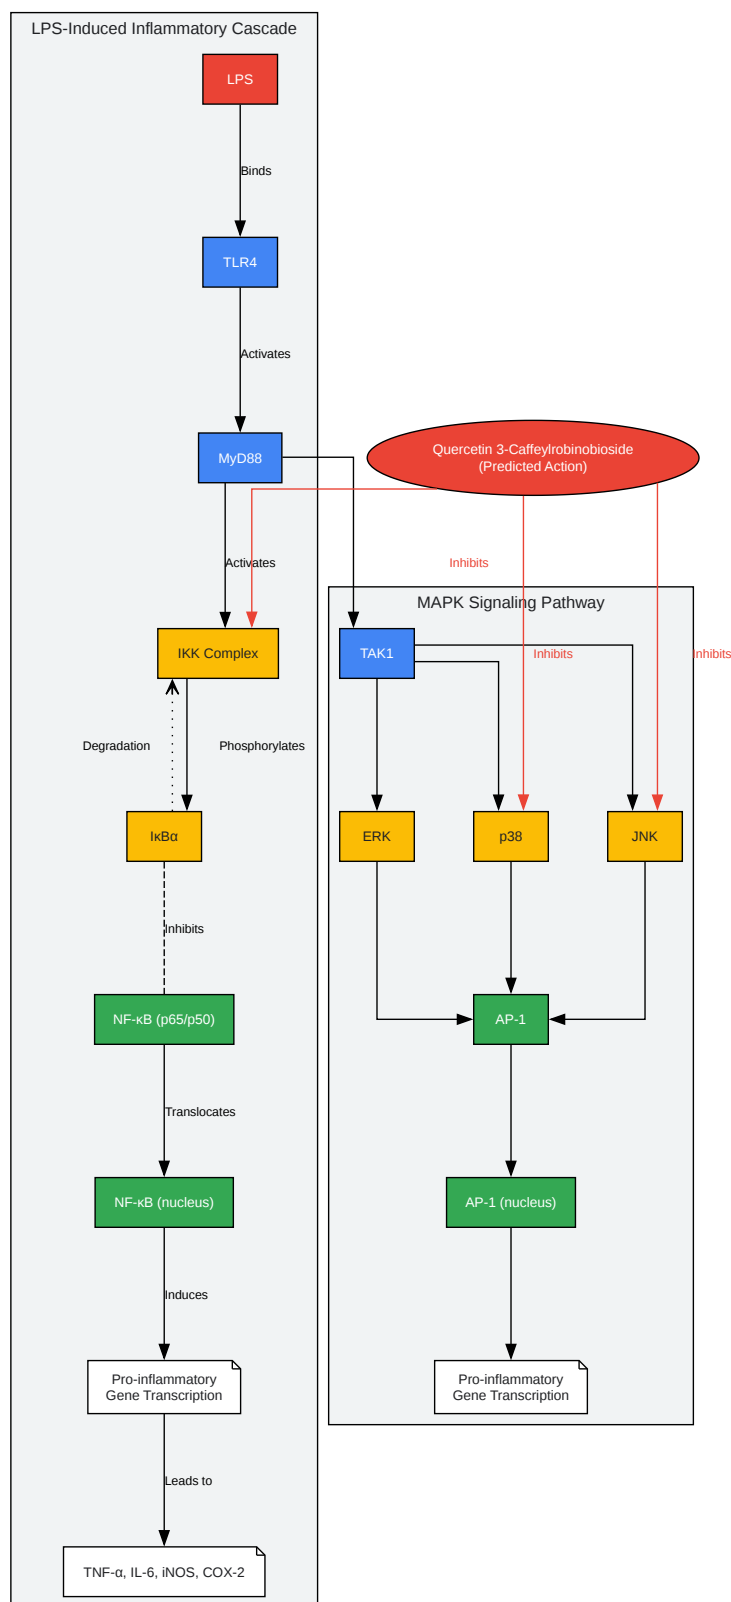 LPS-Induced Inflammatory Cascade
LPS
Binds
TLR4
Activates
MyD88
Quercetin 3-Caffeylrobinobioside
(Predicted Action)
Activates
Inhibits
MAPK Signaling Pathway
IKK Complex
TAK1
Inhibits
Inhibits
Degradation
Phosphorylates
IκBα
ERK
p38
JNK
Inhibits
NF-κB (p65/p50)
AP-1
Translocates
NF-κB (nucleus)
AP-1 (nucleus)
Induces
Pro-inflammatory
Gene Transcription
Pro-inflammatory
Gene Transcription
Leads to
TNF-α, IL-6, iNOS, COX-2